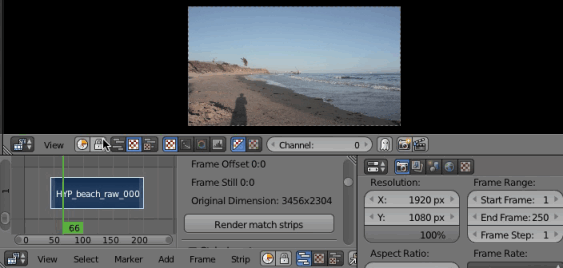 View
Channel: 0
Frame Offset 0:0
Frame Still 0:0
Original Dimension: 3456x2304
Render match strips
HYP_beach_raw_000
66
0 50 100 150 200
1
View Select Marker Add Frame Strip
Resolution:
X: 1920 px
Y: 1080 px
100%
Aspect Ratio:
Frame Range:
Start Frame: 1
End Frame: 250
Frame Step: 1
Frame Rate: